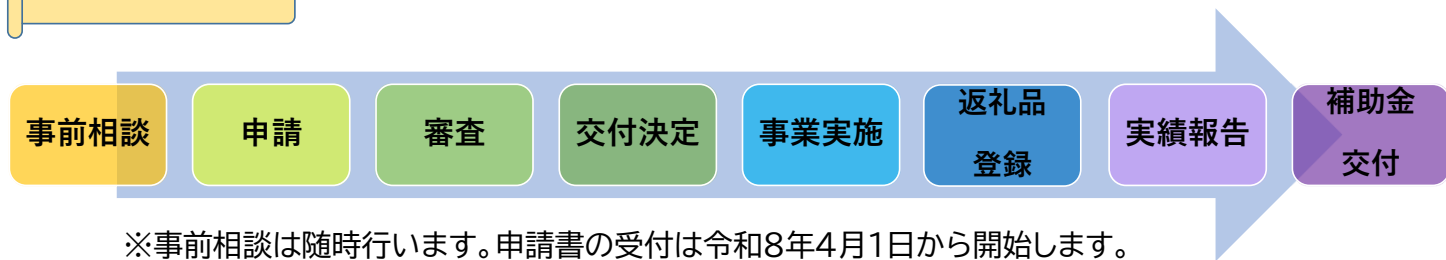 事前相談
申請
審査
交付決定
事業実施
返礼品
登録
実績報告
補助金
交付
※事前相談は随時行います。申請書の受付は令和8年4月1日から開始します。